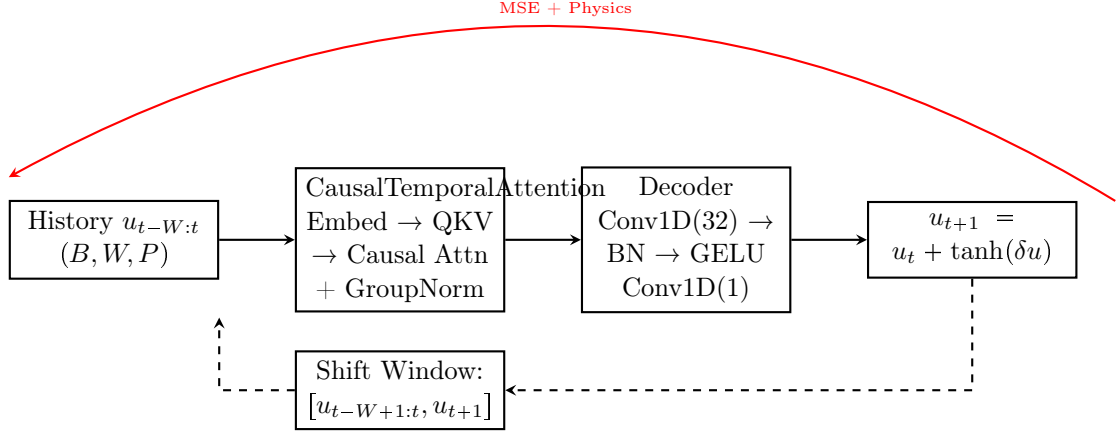 MSE + Physics
History $u_{t-W:t}$
$(B, W, P)$
CausalTemporalAttention
Embed → QKV
→ Causal Attn
+ GroupNorm
Decoder
Conv1D(32) →
BN → GELU
Conv1D(1)
$u_{t+1}$ =
$u_t + \tanh(\delta u)$
Shift Window:
$[u_{t-W+1:t}, u_{t+1}]$